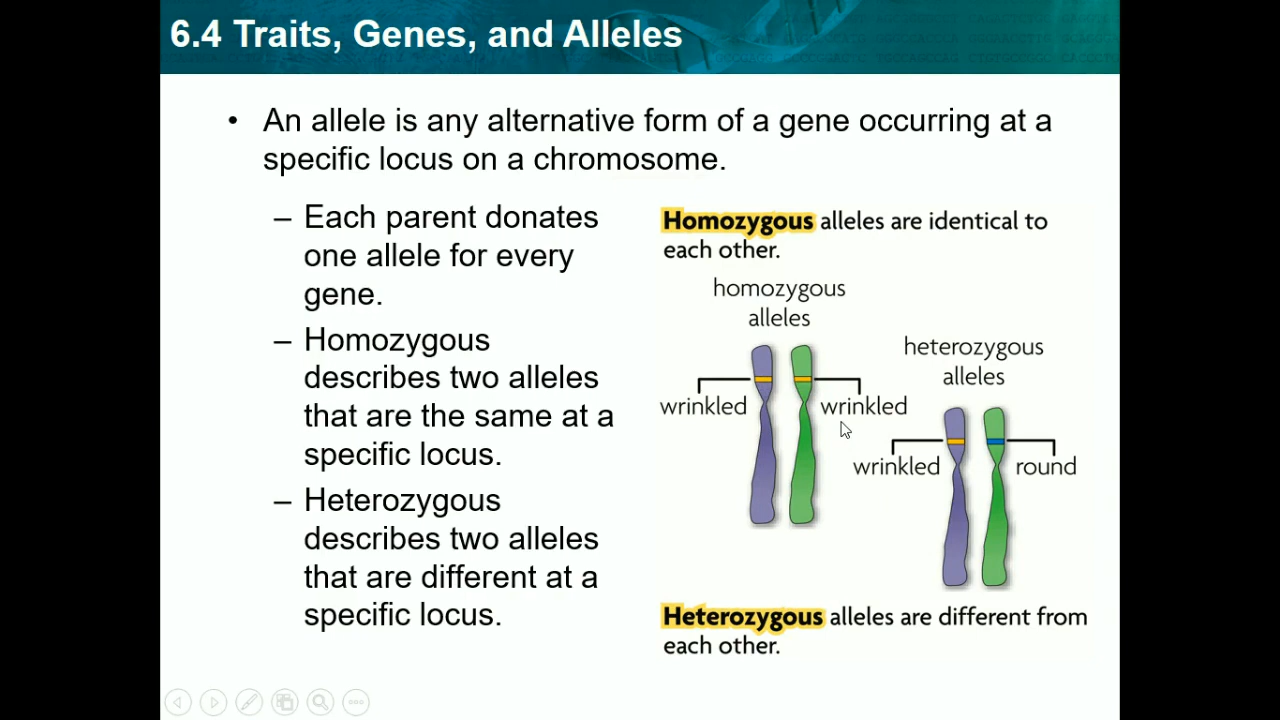 6.4 Traits, Genes, and Alleles
• An allele is any alternative form of a gene occurring at a
specific locus on a chromosome.
– Each parent donates
one allele for every
gene.
– Homozygous
describes two alleles
that are the same at a
specific locus.
– Heterozygous
describes two alleles
that are different at a
specific locus.
Homozygous alleles are identical to
each other.
homozygous
alleles
wrinkled
wrinkled
heterozygous
alleles
wrinkled
round
Heterozygous alleles are different from
each other.